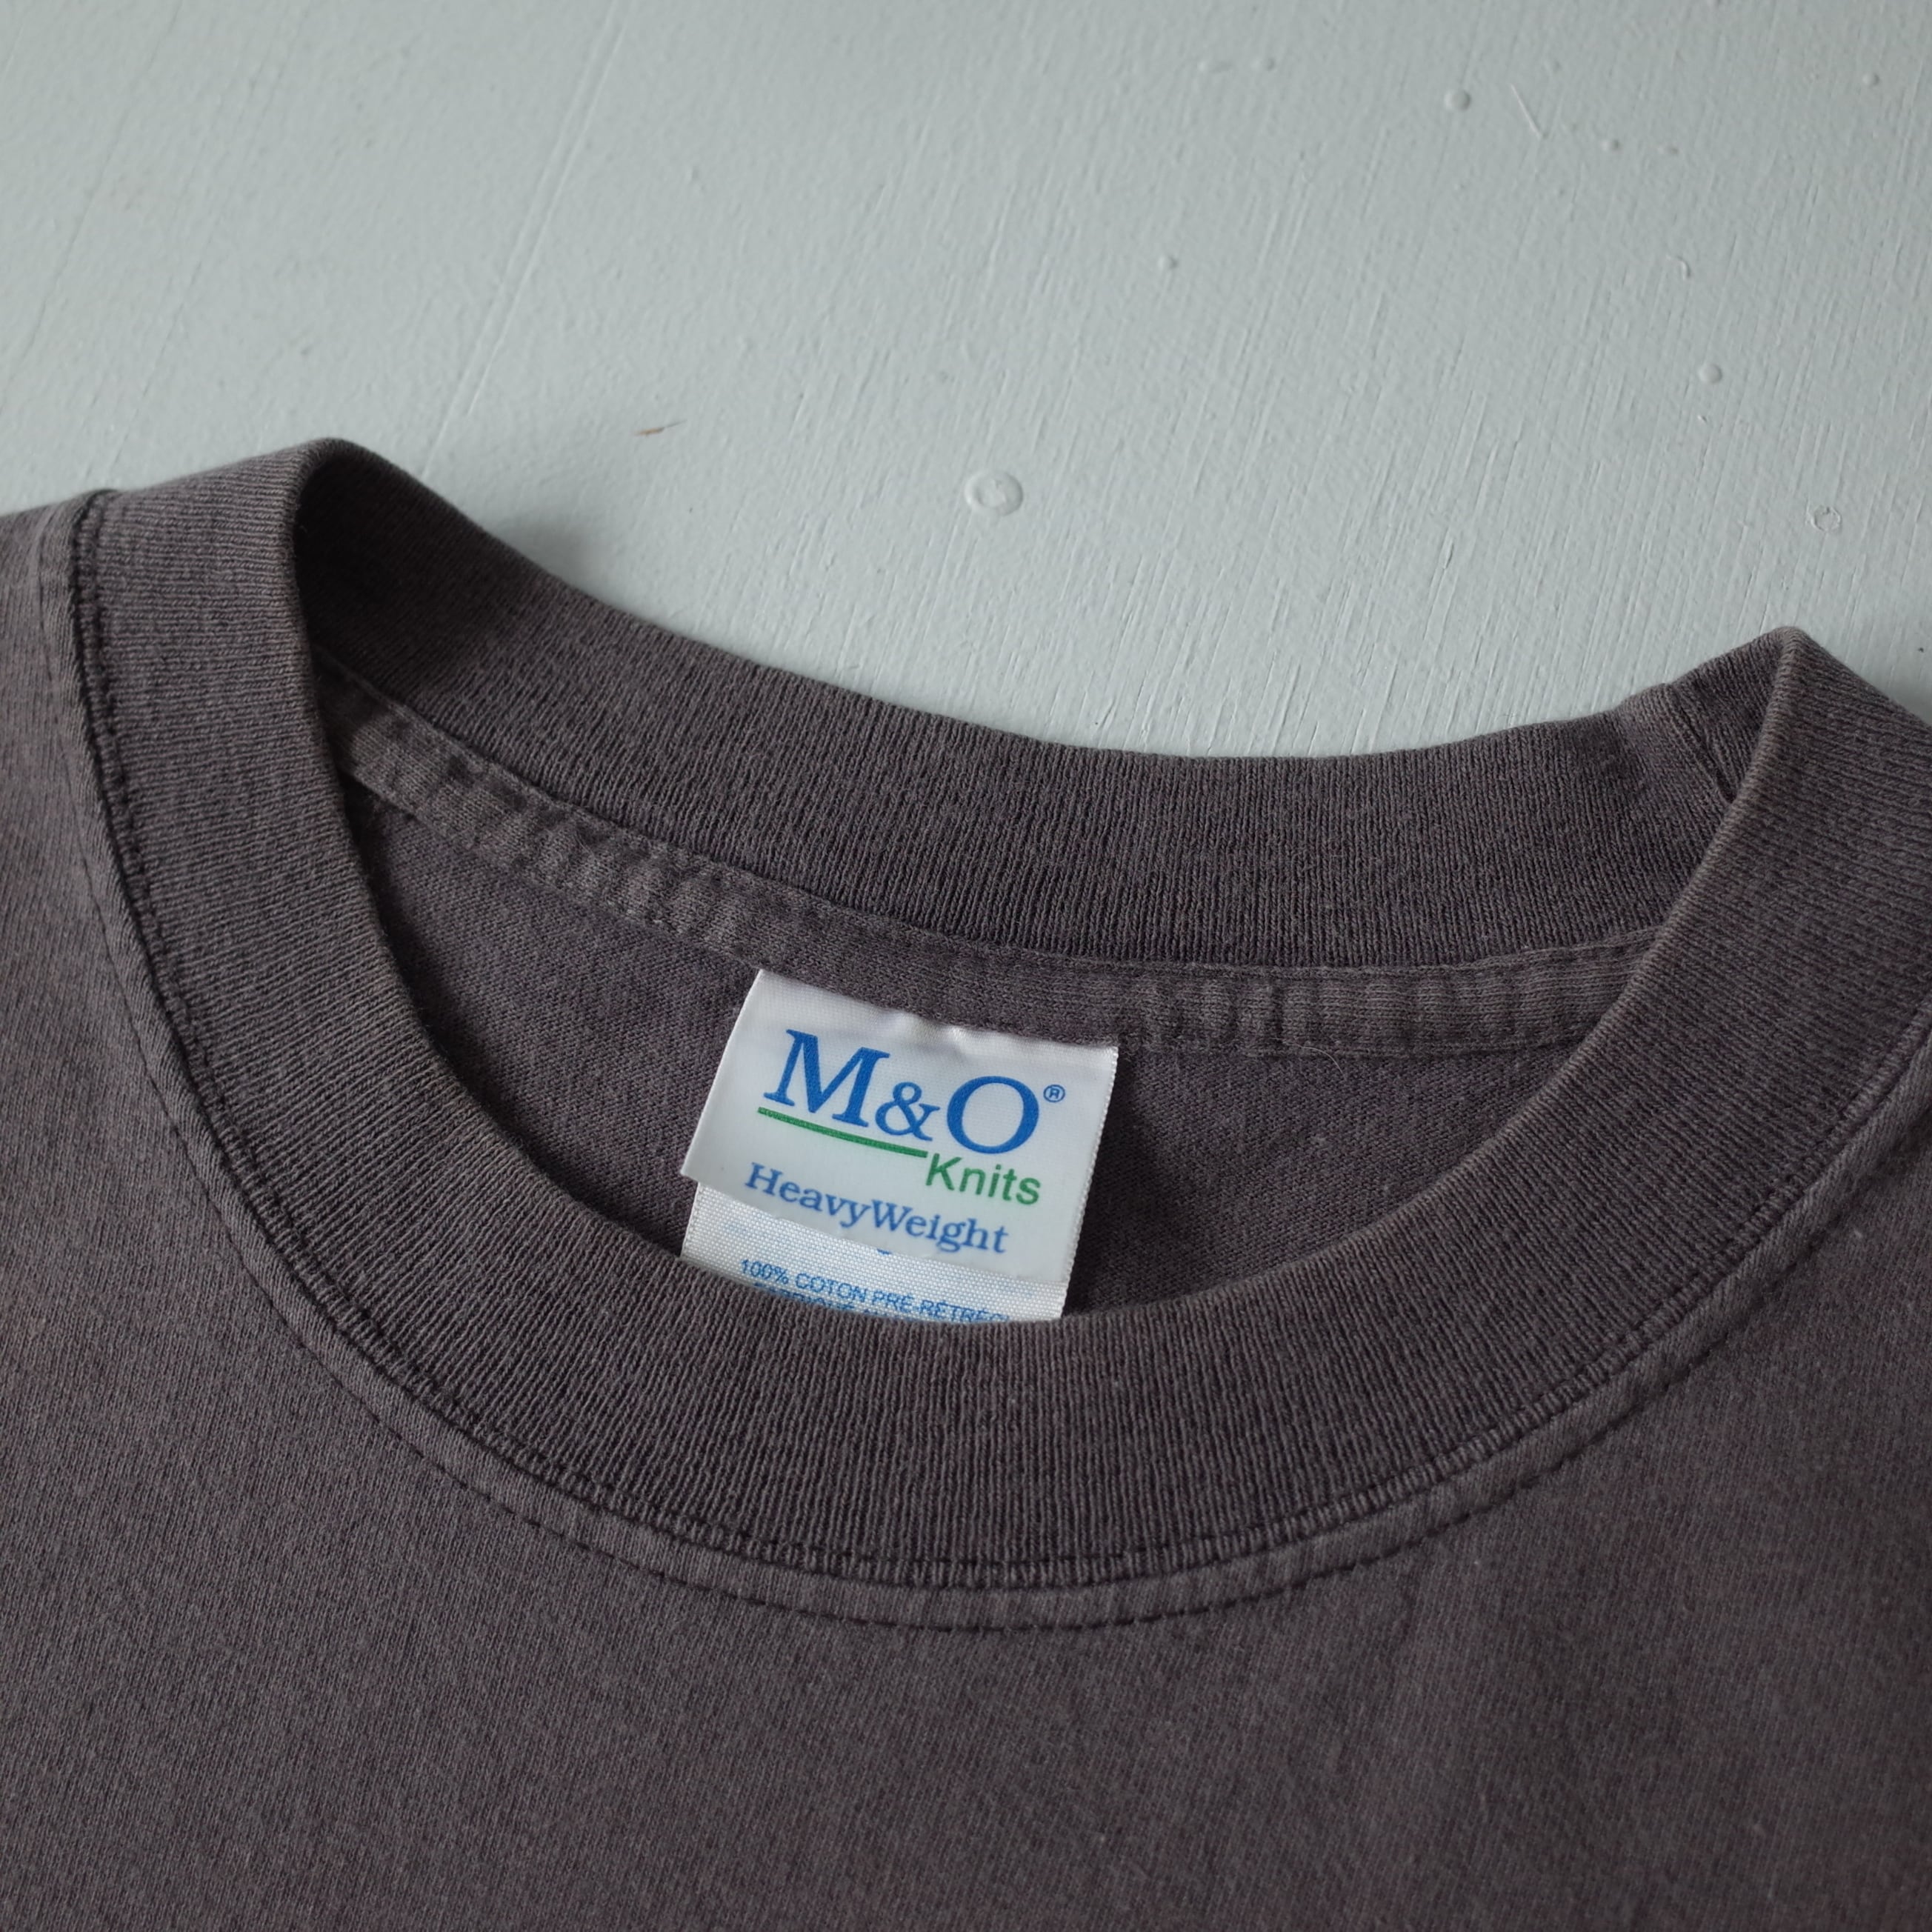 M&O®
Knits
HeavyWeight
100% COTON PRÉ-RÉTRÉCI